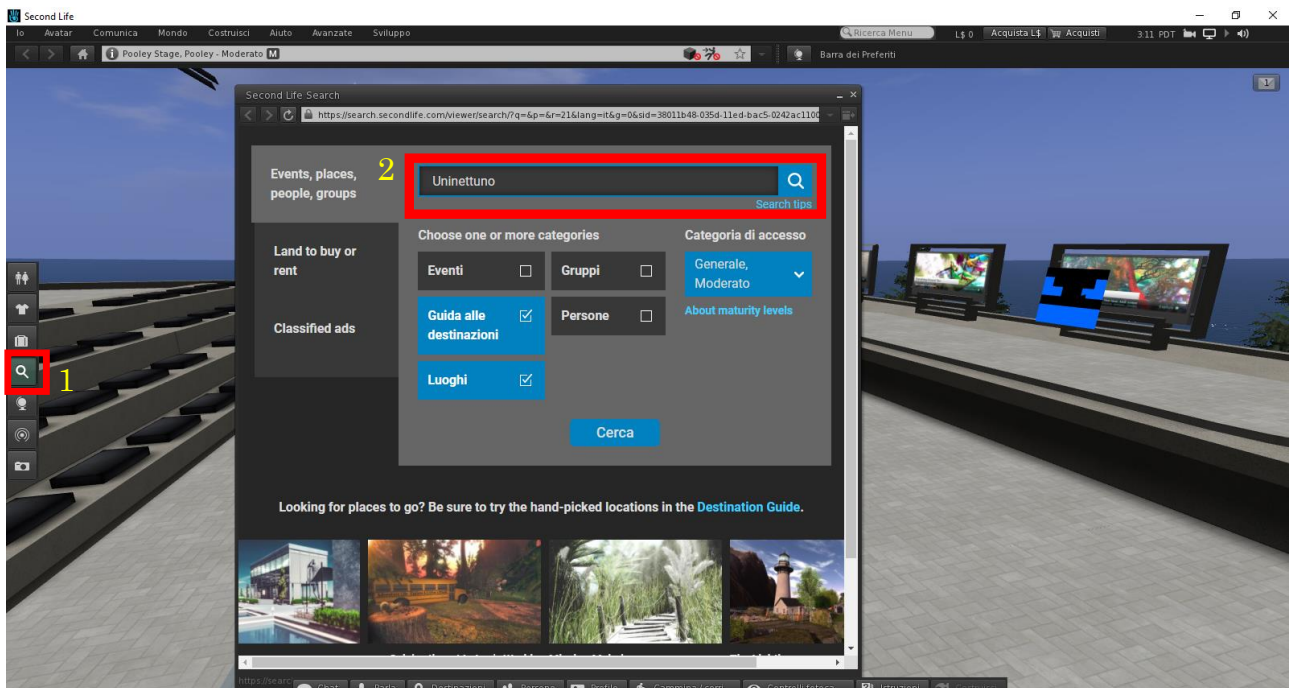 Second Life
Io Avatar Comunica Mondo Costruisci Aiuto Avanzate Sviluppo Ricerca Menu L$ 0 Acquista L$ Acquisti 3:11 PDT
Pooley Stage, Pooley - Moderato M Barra dei Preferiti
Second Life Search
https://search.secondlife.com/viewer/search/?q=&p=&r=21&lang=it&g=0&sid=38011b48-035d-11ed-bac5-0242ac1100
Events, places,
people, groups
2
Uninettuno
Search tips
Land to buy or
rent
Classified ads
Choose one or more categories
Categoria di accesso
Eventi
Gruppi
Generale,
Moderato
Guida alle
destinazioni
Persone
About maturity levels
Luoghi
1
Cerca
Looking for places to go? Be sure to try the hand-picked locations in the Destination Guide.
https://searc
Chat Parla Destinazioni Persone Profilo Cammina / corri Controlli fotoca Istruzioni